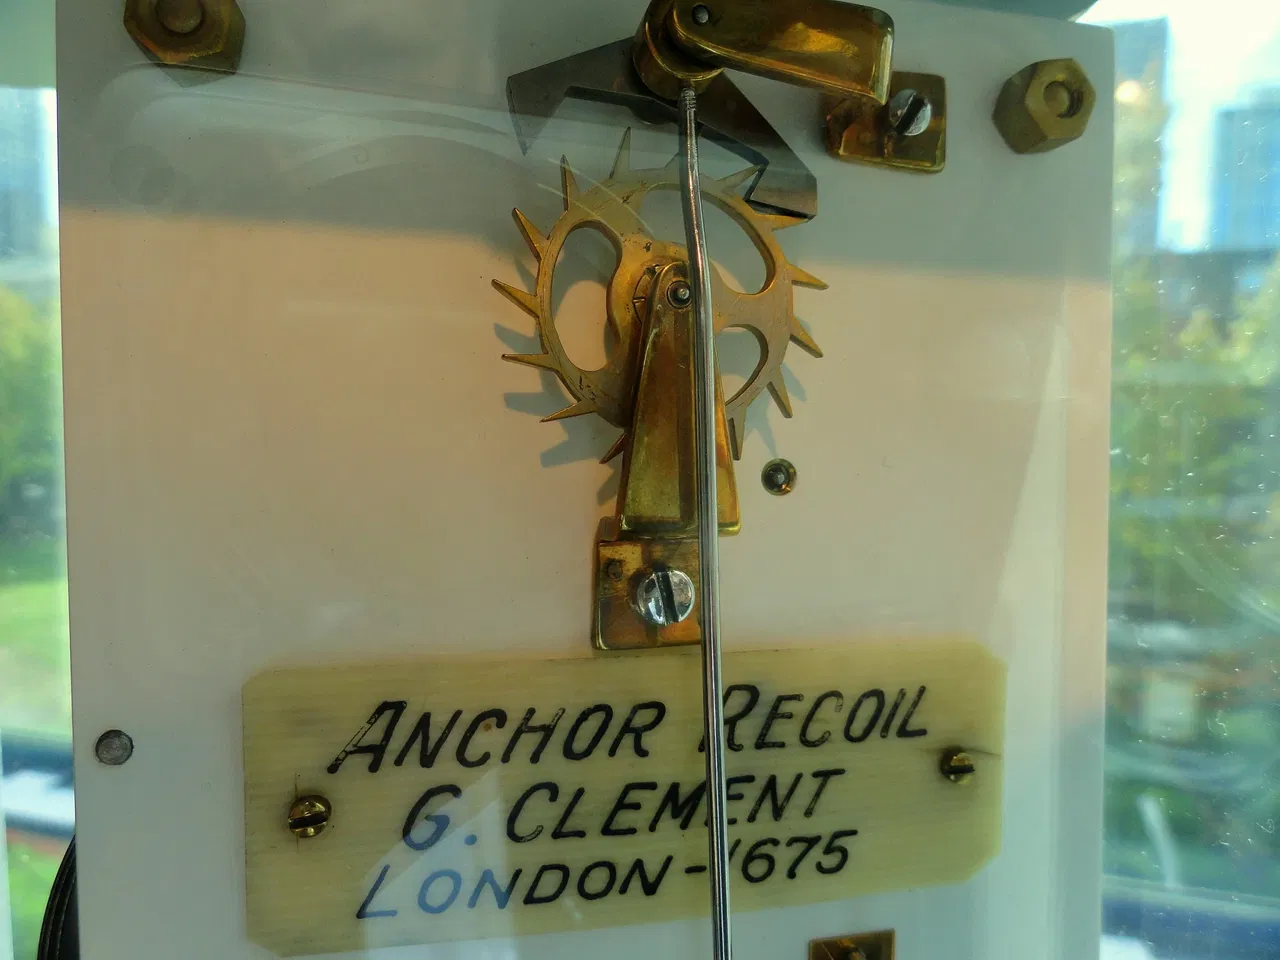 ANCHOR RECOIL
G. CLEMENT
LONDON-1675